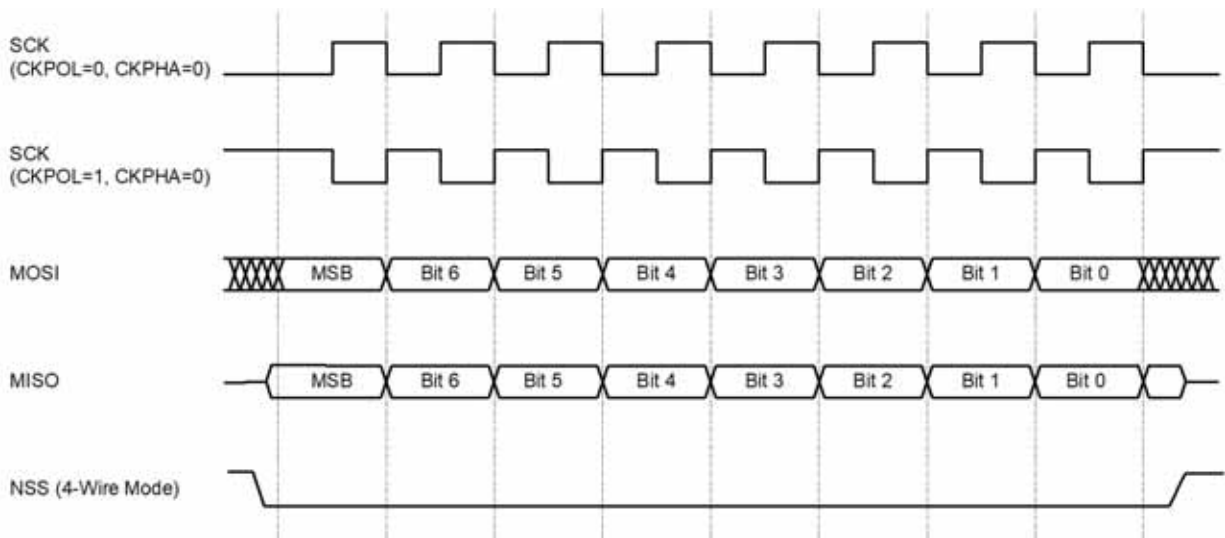 SCK
(CKPOL=0, CKPHA=0)
SCK
(CKPOL=1, CKPHA=0)
MOSI
MSB Bit 6 Bit 5 Bit 4 Bit 3 Bit 2 Bit 1 Bit 0
MISO
MSB Bit 6 Bit 5 Bit 4 Bit 3 Bit 2 Bit 1 Bit 0
NSS (4-Wire Mode)